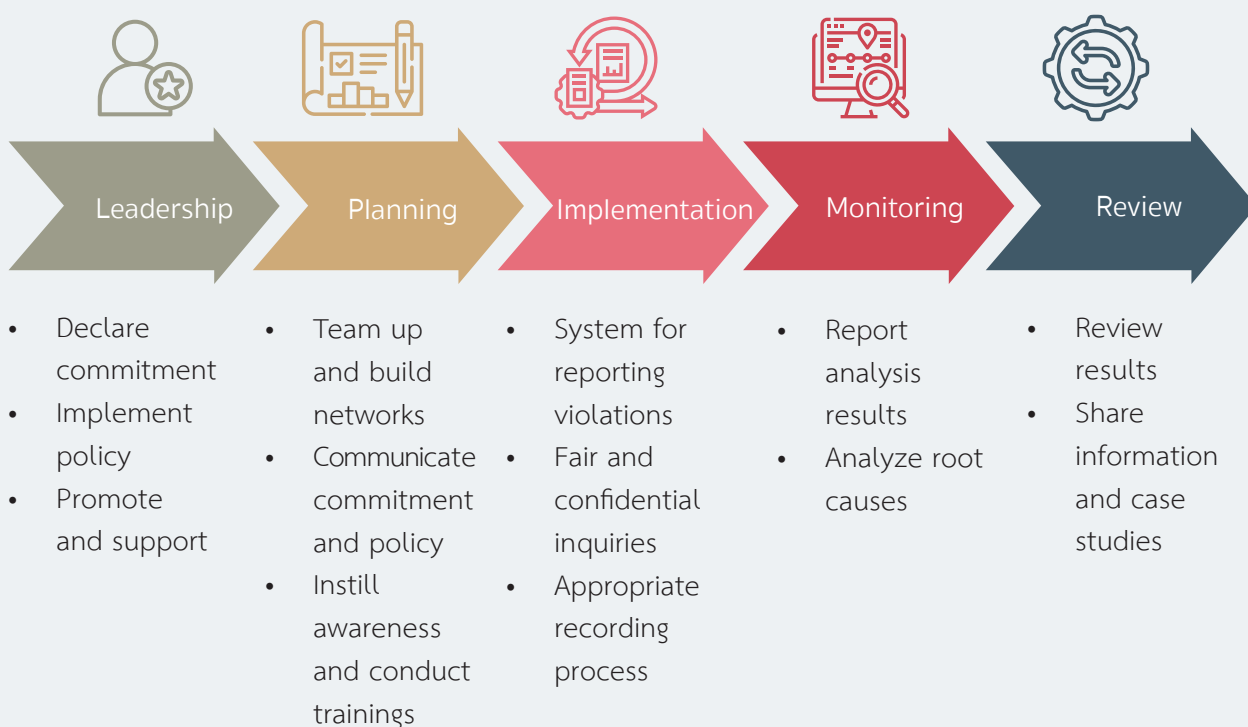 Leadership
Planning
Implementation
Monitoring
Review
• Declare
commitment
• Implement
policy
• Promote
and support
• Team up
and build
networks
• Communicate
commitment
and policy
• Instill
awareness
and conduct
trainings
• System for
reporting
violations
• Fair and
confidential
inquiries
• Appropriate
recording
process
• Report
analysis
results
• Analyze root
causes
• Review
results
• Share
information
and case
studies